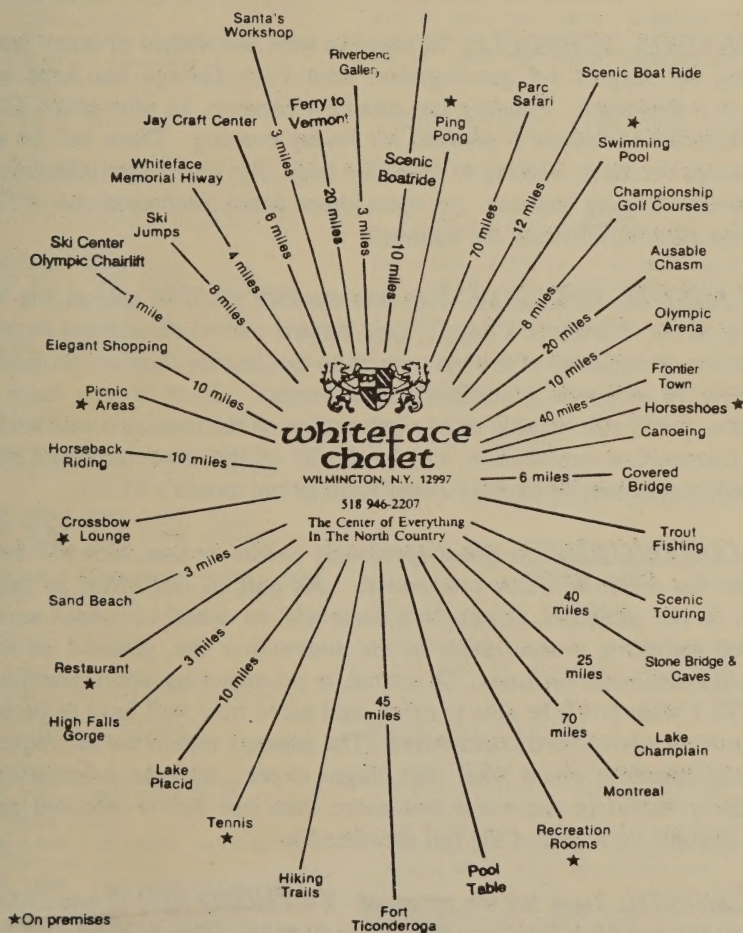 Santa's
Workshop
Riverbend
Gallery
Ferry to
Vermont
Jay Craft Center
Whiteface
Memorial Hiway
Ski
Jumps
Ski Center
Olympic Chairlift
Elegant Shopping
★ Picnic
Areas
Horseback
Riding
Crossbow
★ Lounge
Sand Beach
Restaurant
★
High Falls
Gorge
Lake
Placid
Tennis
★
Hiking
Trails
Fort
Ticonderoga
Pool
Table
Recreation
Rooms
★
Montreal
Lake
Champlain
Stone Bridge &
Caves
Scenic
Touring
Trout
Fishing
Covered
Bridge
Canoeing
Horseshoes ★
Frontier
Town
Olympic
Arena
Ausable
Chasm
Championship
Golf Courses
★
Swimming
Pool
Scenic Boat Ride
Parc
Safari
★
Ping
Pong
Scenic
Boatride
3 miles
20 miles
3 miles
10 miles
70 miles
12 miles
6 miles
4 miles
8 miles
1 mile
10 miles
10 miles
3 miles
3 miles
10 miles
45
miles
70
miles
25
miles
40
miles
6 miles
40 miles
10 miles
20 miles
8 miles
whiteface
chalet
WILMINGTON, N.Y. 12997
518 946-2207
The Center of Everything
In The North Country
★On premises